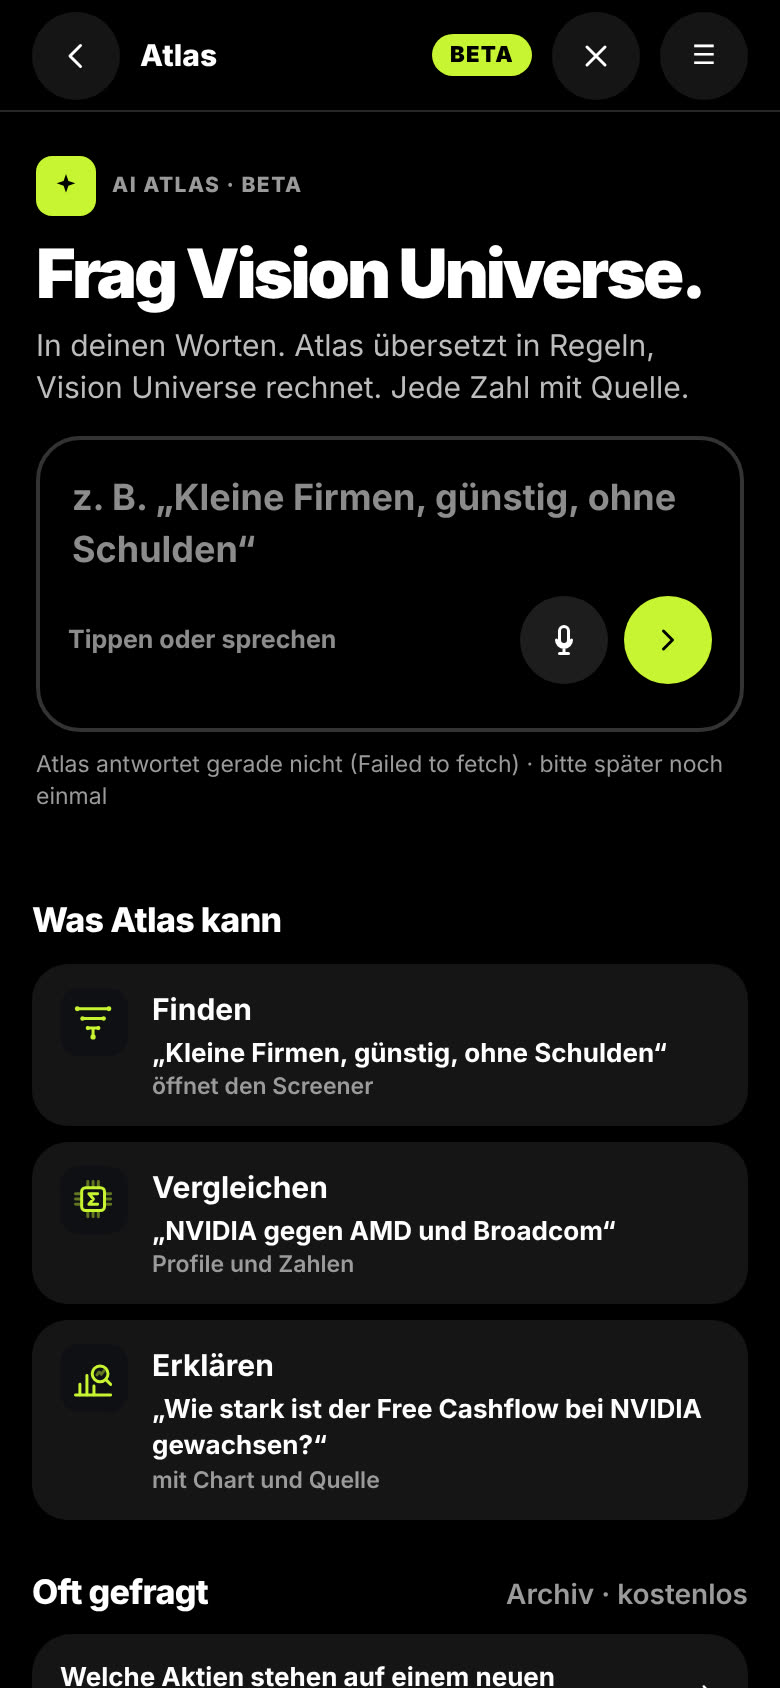 Atlas
BETA
AI ATLAS · BETA
Frag Vision Universe.
In deinen Worten. Atlas übersetzt in Regeln,
Vision Universe rechnet. Jede Zahl mit Quelle.
z. B. „Kleine Firmen, günstig, ohne
Schulden“
Tippen oder sprechen
Atlas antwortet gerade nicht (Failed to fetch) · bitte später noch
einmal
Was Atlas kann
Finden
„Kleine Firmen, günstig, ohne Schulden“
öffnet den Screener
Vergleichen
„NVIDIA gegen AMD und Broadcom“
Profile und Zahlen
Erklären
„Wie stark ist der Free Cashflow bei NVIDIA
gewachsen?“
mit Chart und Quelle
Oft gefragt
Archiv · kostenlos
Welche Aktien stehen auf einem neuen